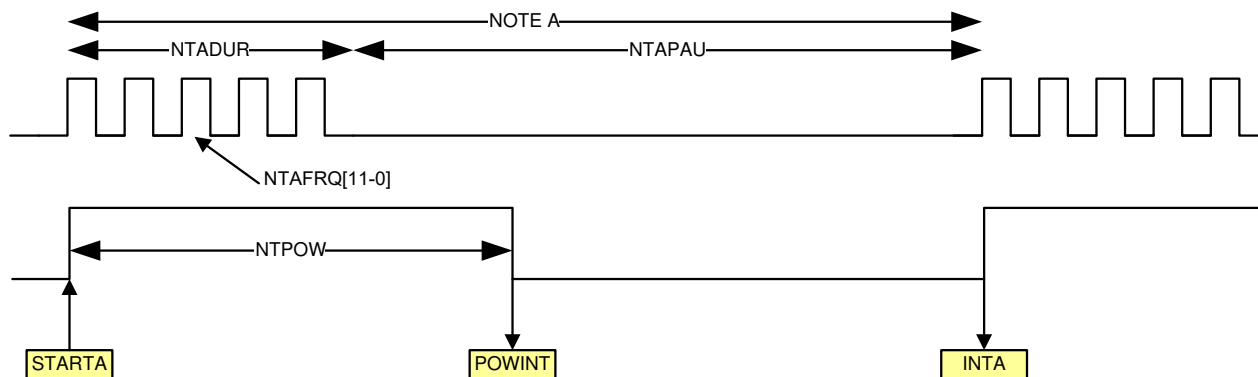 NOTE A
NTADUR
NTAPAU
NTAFRQ[11-0]
NTPOW
STARTA
POWINT
INTA